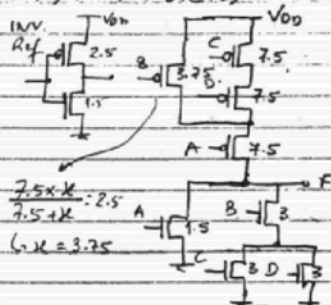 INV.
Ref
VDD
2.5
1.5
VDD
C
7.5
B
3.75
D
7.5
A
7.5
F
A
1.5
B
3
C
3
D
3
7.5 x x
7.5 + x
= 2.5
↳ x = 3.75